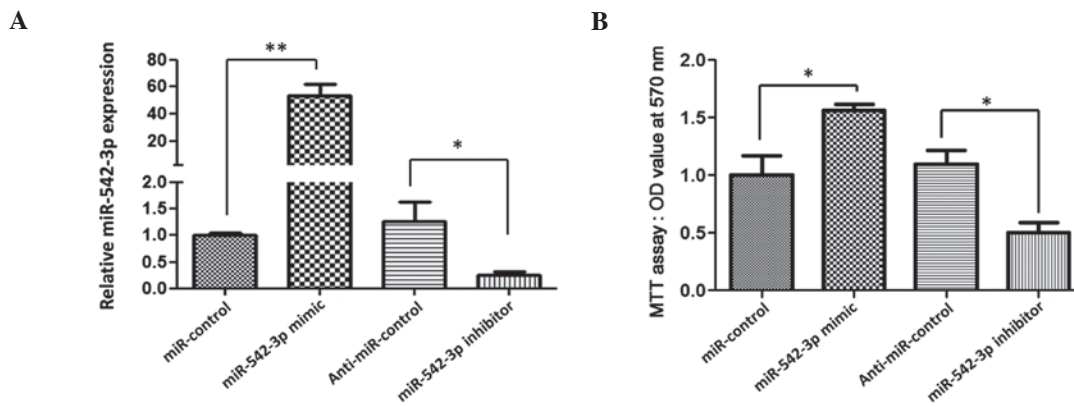 A
Relative miR-542-3p expression
80
60
40
20
2.0
1.5
1.0
0.5
0.0
**
*
miR-control
miR-542-3p mimic
Anti-miR-control
miR-542-3p inhibitor
B
MTT assay : OD value at 570 nm
2.0
1.5
1.0
0.5
0.0
*
*
miR-control
miR-542-3p mimic
Anti-miR-control
miR-542-3p inhibitor